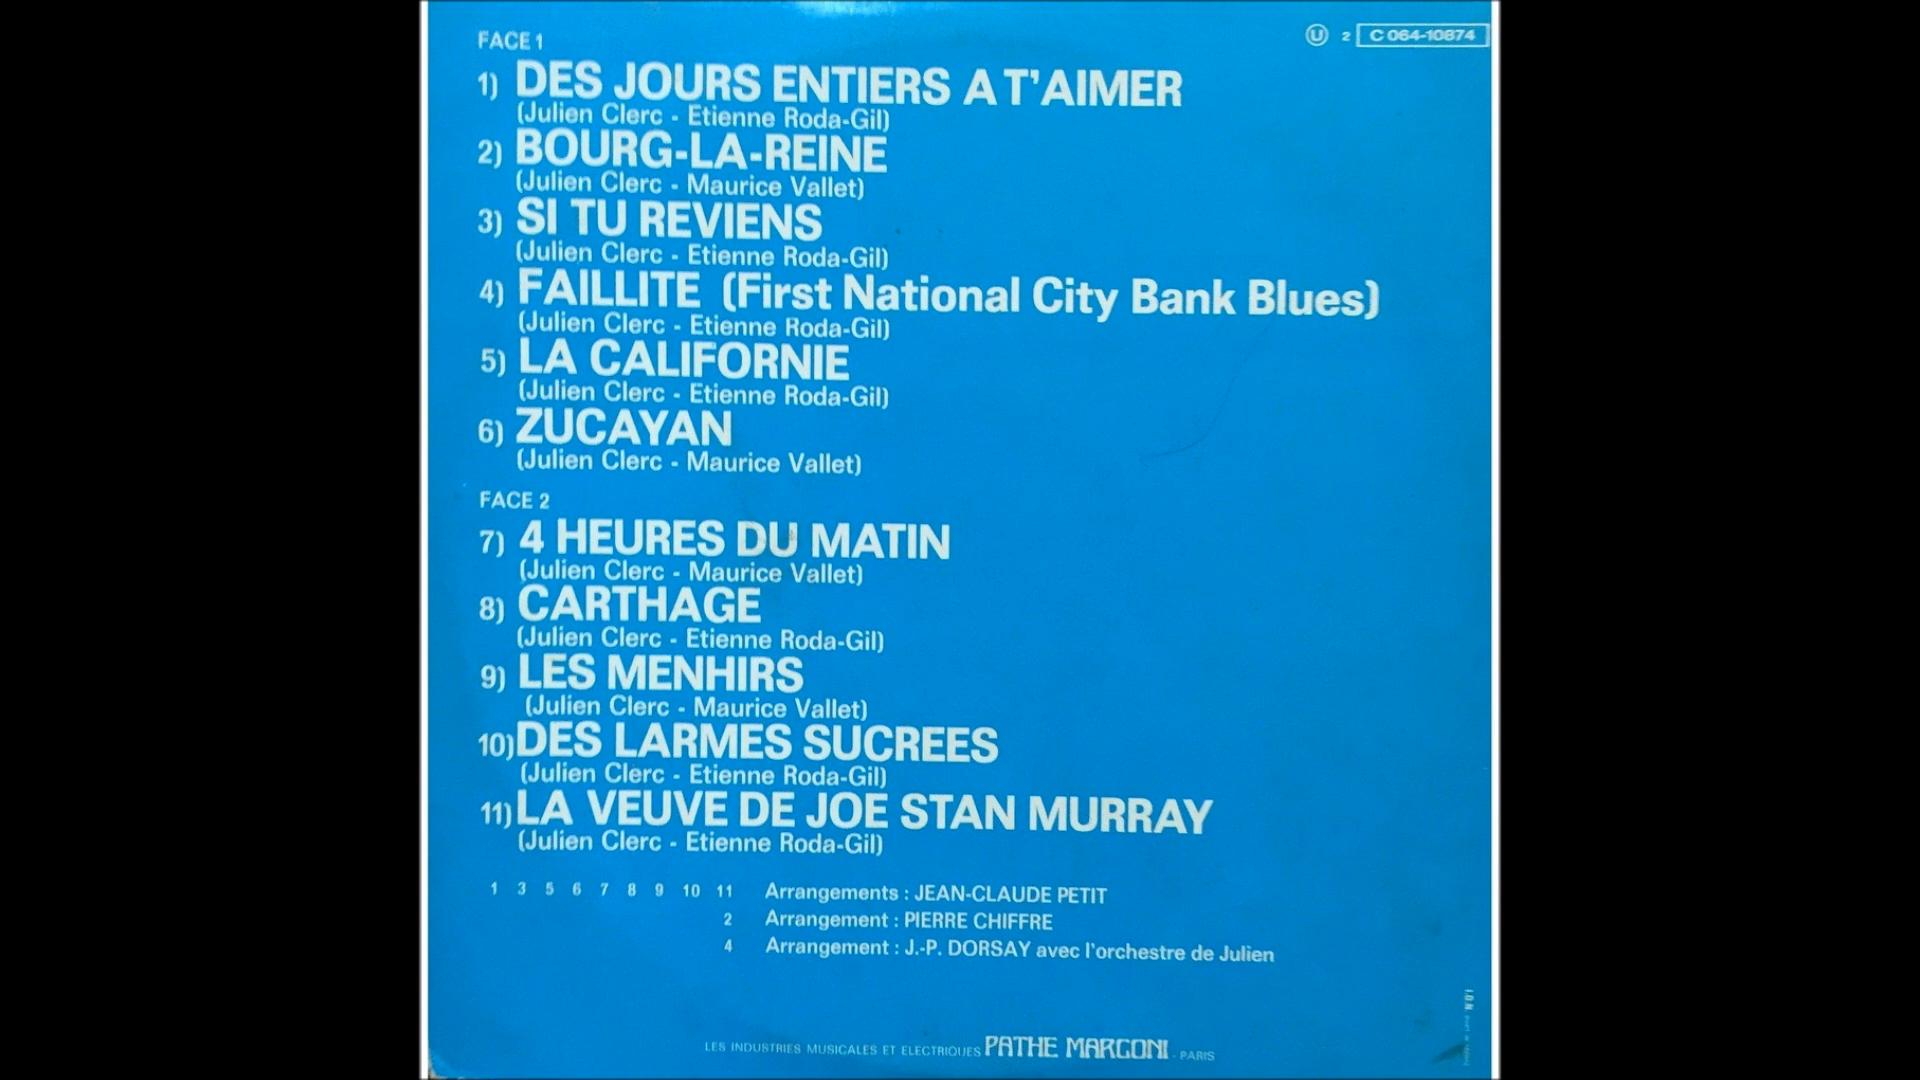 FACE 1
Ⓤ 2 C 064-10874
1) DES JOURS ENTIERS A T'AIMER
(Julien Clerc - Etienne Roda-Gil)
2) BOURG-LA-REINE
(Julien Clerc - Maurice Vallet)
3) SI TU REVIENS
(Julien Clerc - Etienne Roda-Gil)
4) FAILLITE (First National City Bank Blues)
(Julien Clerc - Etienne Roda-Gil)
5) LA CALIFORNIE
(Julien Clerc - Etienne Roda-Gil)
6) ZUCAYAN
(Julien Clerc - Maurice Vallet)
FACE 2
7) 4 HEURES DU MATIN
(Julien Clerc - Maurice Vallet)
8) CARTHAGE
(Julien Clerc - Etienne Roda-Gil)
9) LES MENHIRS
(Julien Clerc - Maurice Vallet)
10) DES LARMES SUCREES
(Julien Clerc - Etienne Roda-Gil)
11) LA VEUVE DE JOE STAN MURRAY
(Julien Clerc - Etienne Roda-Gil)
1 3 5 6 7 8 9 10 11 Arrangements : JEAN-CLAUDE PETIT
2 Arrangement : PIERRE CHIFFRE
4 Arrangement : J.-P. DORSAY avec l'orchestre de Julien
LES INDUSTRIES MUSICALES ET ELECTRIQUES PATHE MARCONI - PARIS